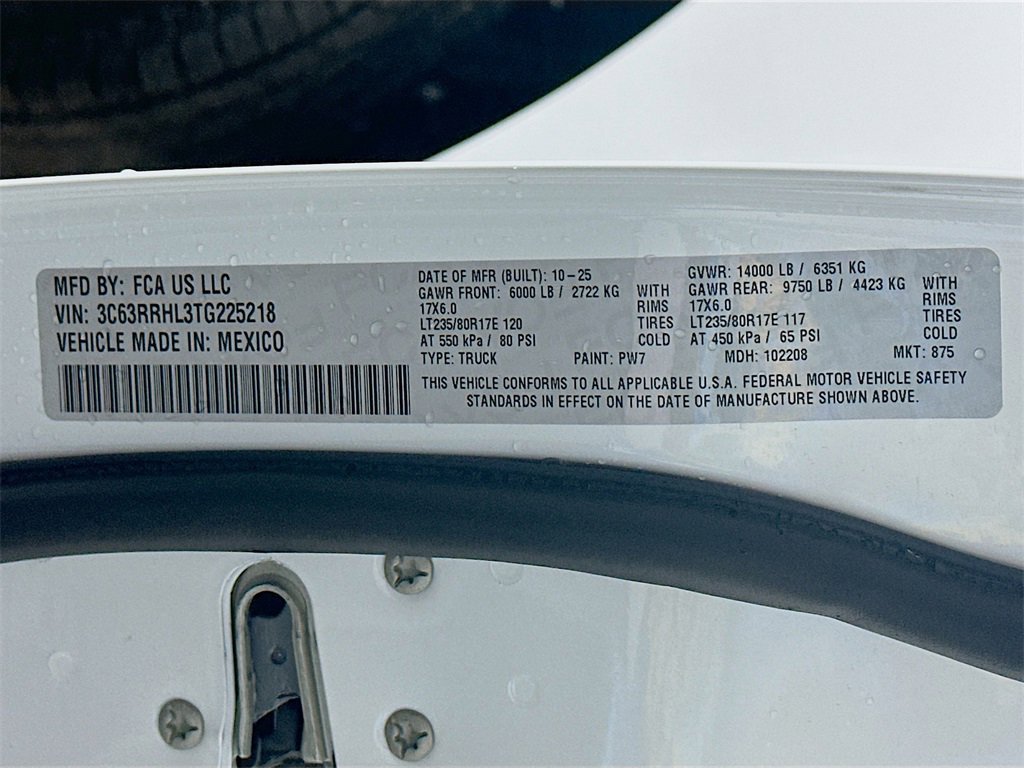 MFD BY: FCA US LLC
VIN: 3C63RRHL3TG225218
VEHICLE MADE IN: MEXICO
DATE OF MFR (BUILT): 10-25
GAWR FRONT: 6000 LB / 2722 KG WITH
17X6.0 RIMS
LT235/80R17E 120 TIRES
AT 550 kPa / 80 PSI COLD
TYPE: TRUCK PAINT: PW7
GVWR: 14000 LB / 6351 KG
GAWR REAR: 9750 LB / 4423 KG WITH
17X6.0 RIMS
LT235/80R17E 117 TIRES
AT 450 kPa / 65 PSI COLD
MDH: 102208 MKT: 875
THIS VEHICLE CONFORMS TO ALL APPLICABLE U.S.A. FEDERAL MOTOR VEHICLE SAFETY
STANDARDS IN EFFECT ON THE DATE OF MANUFACTURE SHOWN ABOVE.